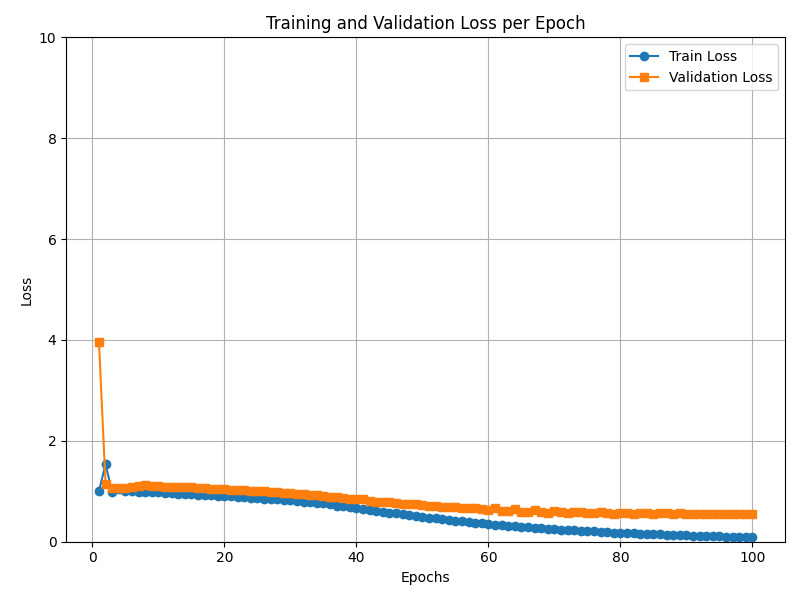 Training and Validation Loss per Epoch
Train Loss
Validation Loss
Loss
10
8
6
4
2
0
0 20 40 60 80 100
Epochs